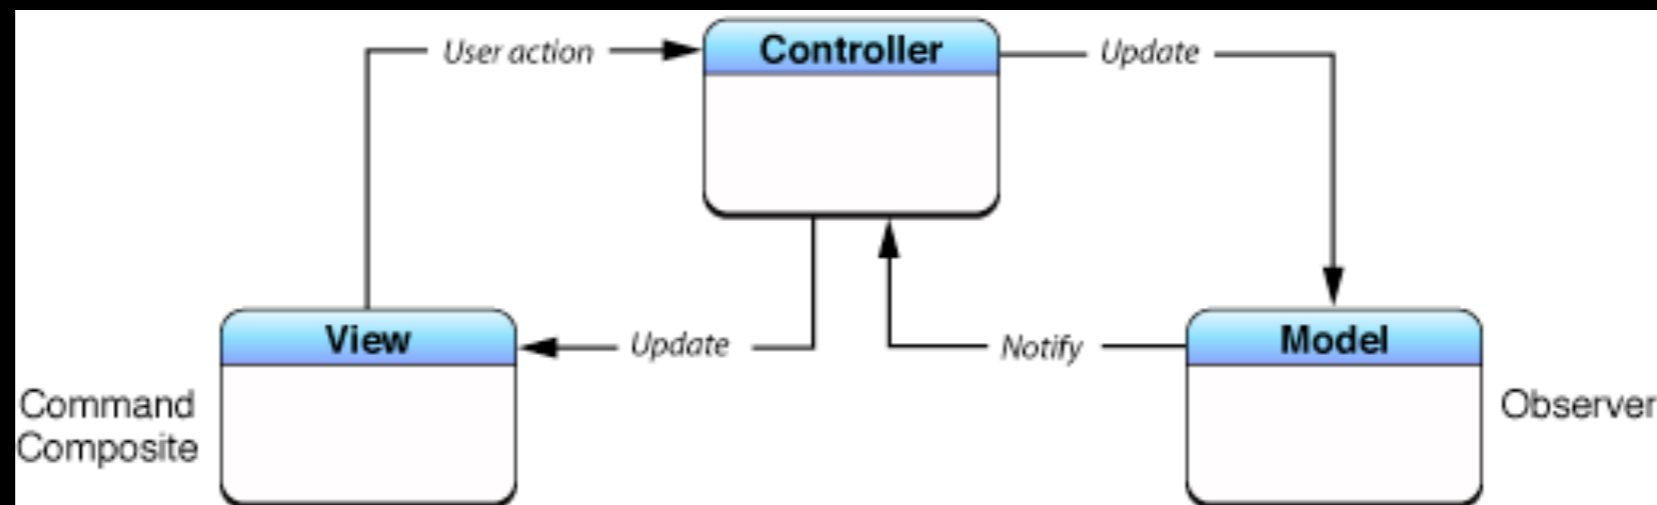 User action
Controller
Update
View
Update
Notify
Model
Command
Composite
Observer